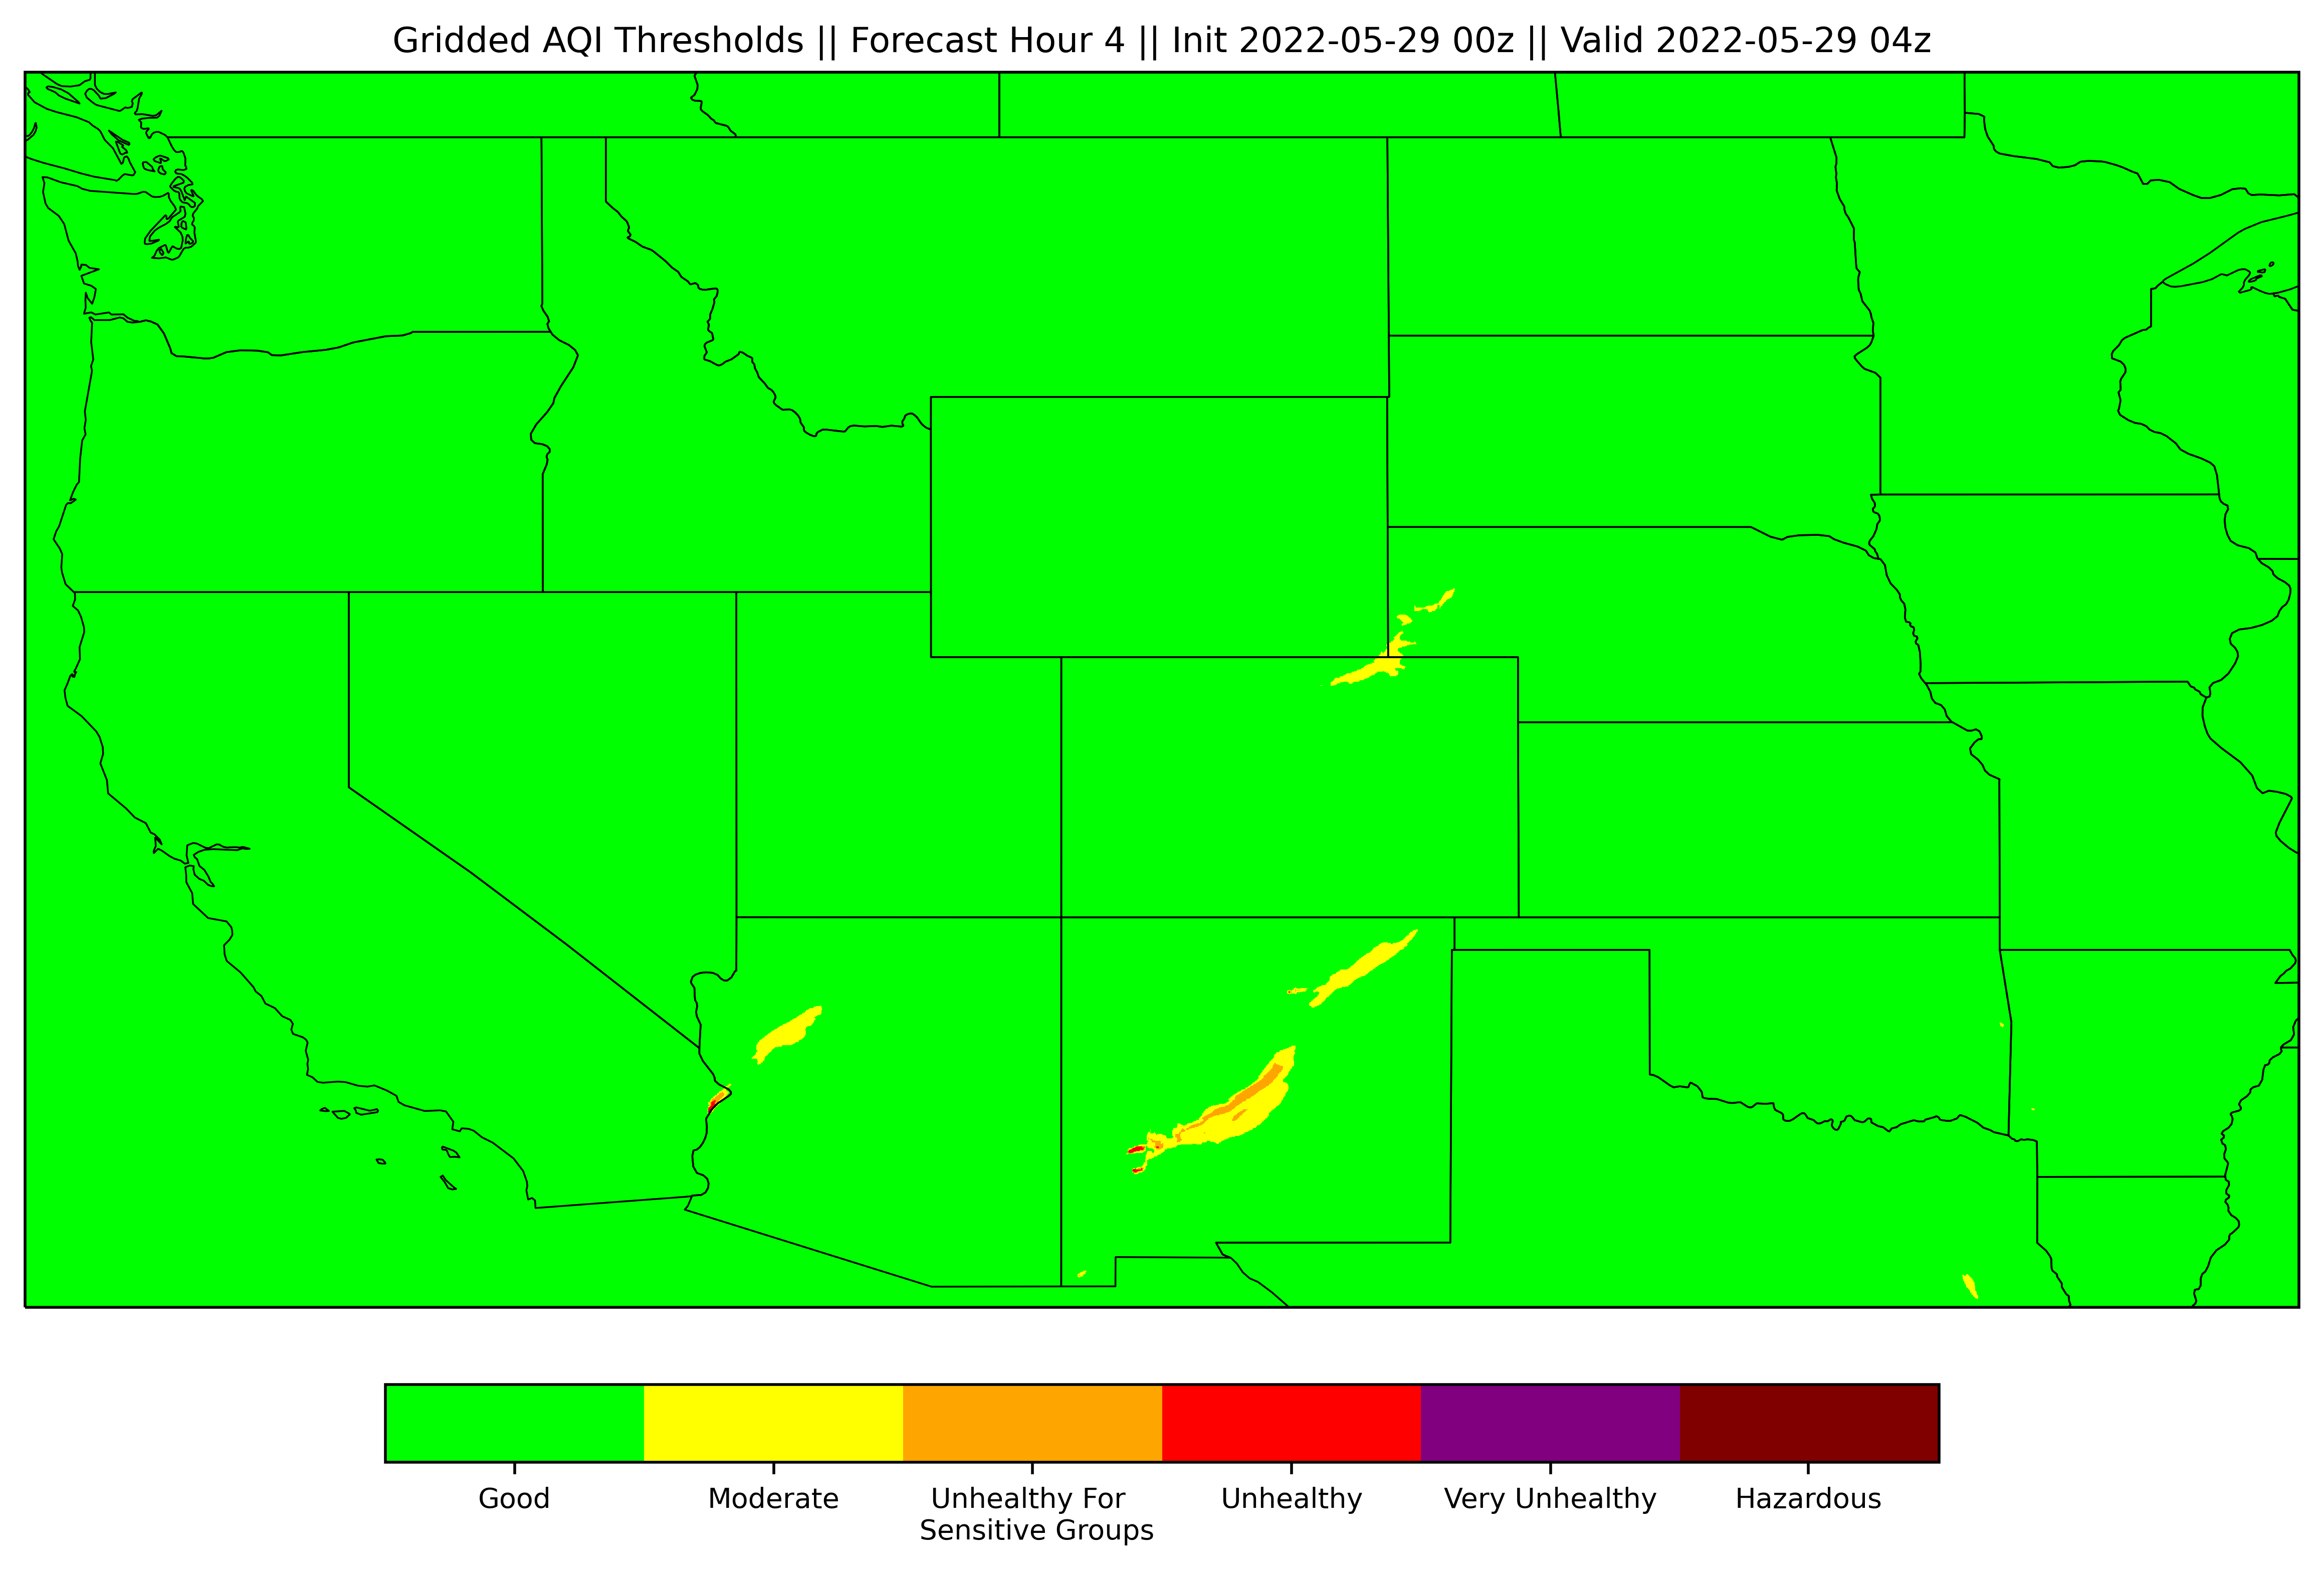 Gridded AQI Thresholds || Forecast Hour 4 || Init 2022-05-29 00z || Valid 2022-05-29 04z
Good
Moderate
Unhealthy For
Sensitive Groups
Unhealthy
Very Unhealthy
Hazardous